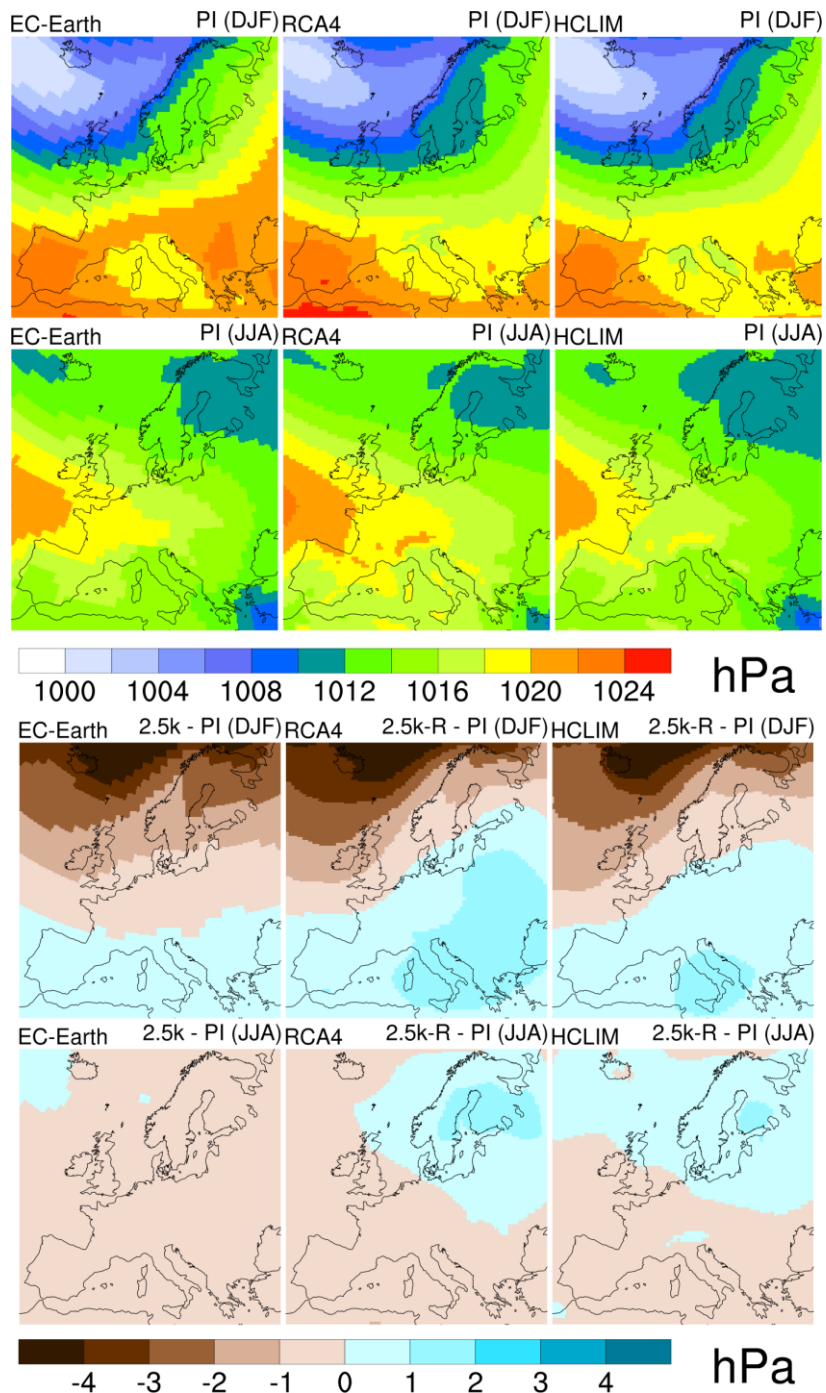 EC-Earth PI (DJF) RCA4 PI (DJF) HCLIM PI (DJF)
EC-Earth PI (JJA) RCA4 PI (JJA) HCLIM PI (JJA)
1000 1004 1008 1012 1016 1020 1024 hPa
EC-Earth 2.5k - PI (DJF) RCA4 2.5k-R - PI (DJF) HCLIM 2.5k-R - PI (DJF)
EC-Earth 2.5k - PI (JJA) RCA4 2.5k-R - PI (JJA) HCLIM 2.5k-R - PI (JJA)
-4 -3 -2 -1 0 1 2 3 4 hPa